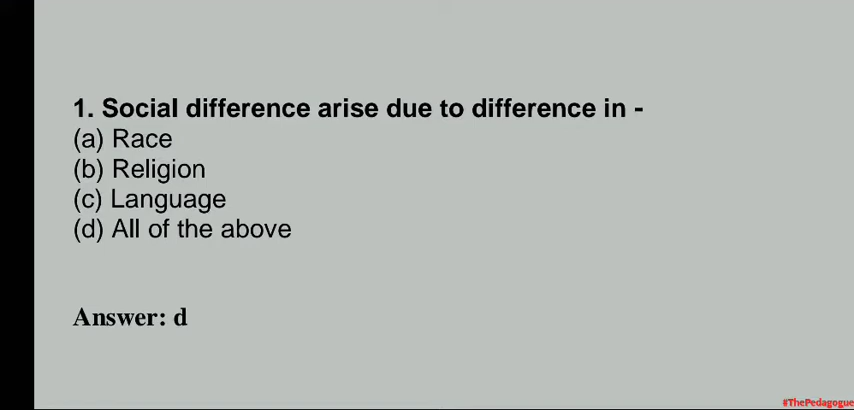 1. Social difference arise due to difference in -
(a) Race
(b) Religion
(c) Language
(d) All of the above
Answer: d
#ThePedagogue